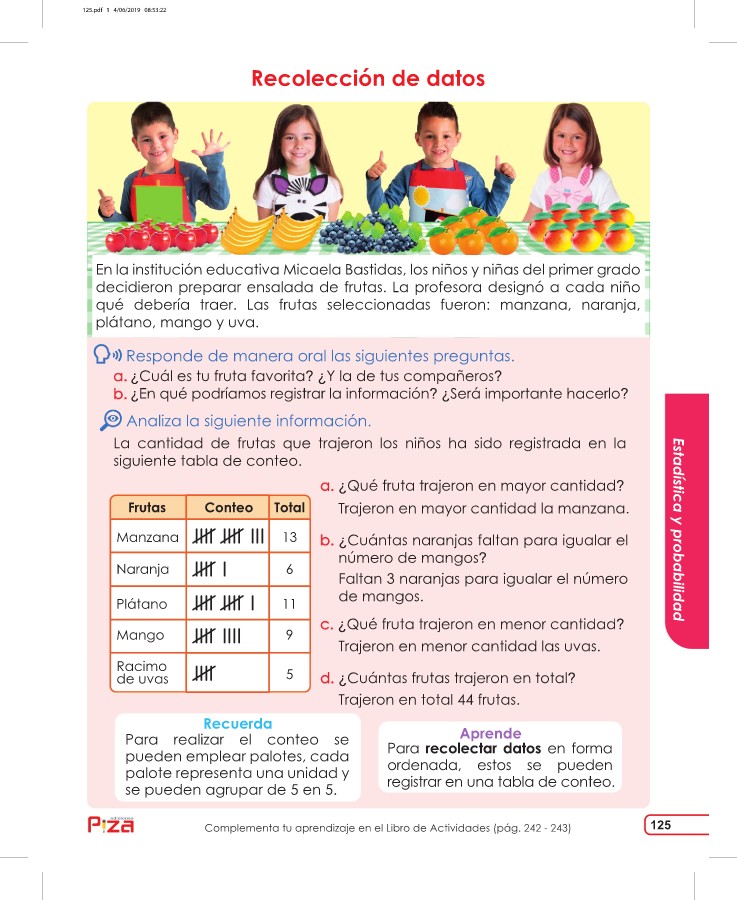 125.pdf 1 4/06/2019 08:53:22
Recolección de datos
En la institución educativa Micaela Bastidas, los niños y niñas del primer grado
decidieron preparar ensalada de frutas. La profesora designó a cada niño
qué debería traer. Las frutas seleccionadas fueron: manzana, naranja,
plátano, mango y uva.
Responde de manera oral las siguientes preguntas.
a. ¿Cuál es tu fruta favorita? ¿Y la de tus compañeros?
b. ¿En qué podríamos registrar la información? ¿Será importante hacerlo?
Analiza la siguiente información.
La cantidad de frutas que trajeron los niños ha sido registrada en la
siguiente tabla de conteo.
Frutas Conteo Total
Manzana 13
Naranja 6
Plátano 11
Mango 9
Racimo
de uvas 5
a. ¿Qué fruta trajeron en mayor cantidad?
Trajeron en mayor cantidad la manzana.
b. ¿Cuántas naranjas faltan para igualar el
número de mangos?
Faltan 3 naranjas para igualar el número
de mangos.
c. ¿Qué fruta trajeron en menor cantidad?
Trajeron en menor cantidad las uvas.
d. ¿Cuántas frutas trajeron en total?
Trajeron en total 44 frutas.
Estadística y probabilidad
Recuerda
Para realizar el conteo se
pueden emplear palotes, cada
palote representa una unidad y
se pueden agrupar de 5 en 5.
Aprende
Para recolectar datos en forma
ordenada, estos se pueden
registrar en una tabla de conteo.
ediciones
Piza
Complementa tu aprendizaje en el Libro de Actividades (pág. 242 - 243)
125